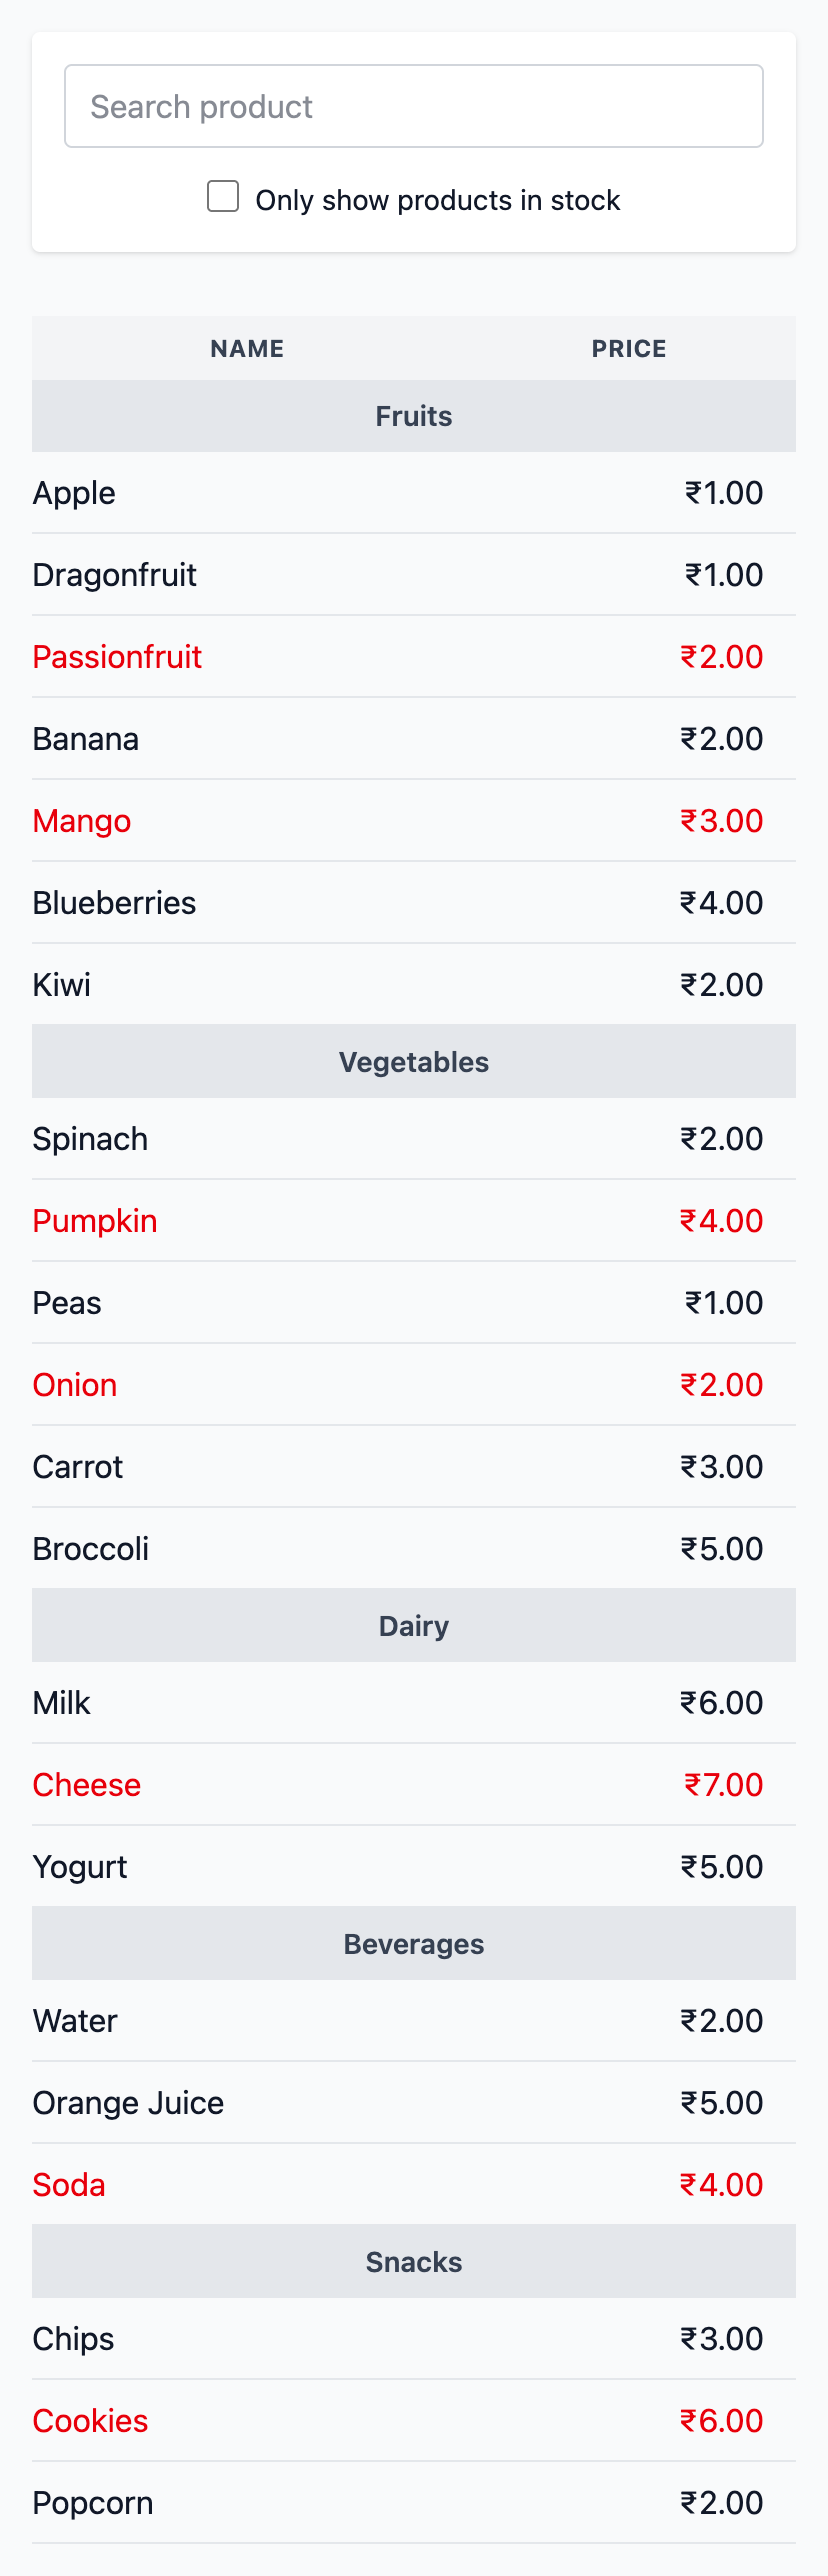 Search product
Only show products in stock
NAME PRICE
Fruits
Apple ₹1.00
Dragonfruit ₹1.00
Passionfruit ₹2.00
Banana ₹2.00
Mango ₹3.00
Blueberries ₹4.00
Kiwi ₹2.00
Vegetables
Spinach ₹2.00
Pumpkin ₹4.00
Peas ₹1.00
Onion ₹2.00
Carrot ₹3.00
Broccoli ₹5.00
Dairy
Milk ₹6.00
Cheese ₹7.00
Yogurt ₹5.00
Beverages
Water ₹2.00
Orange Juice ₹5.00
Soda ₹4.00
Snacks
Chips ₹3.00
Cookies ₹6.00
Popcorn ₹2.00